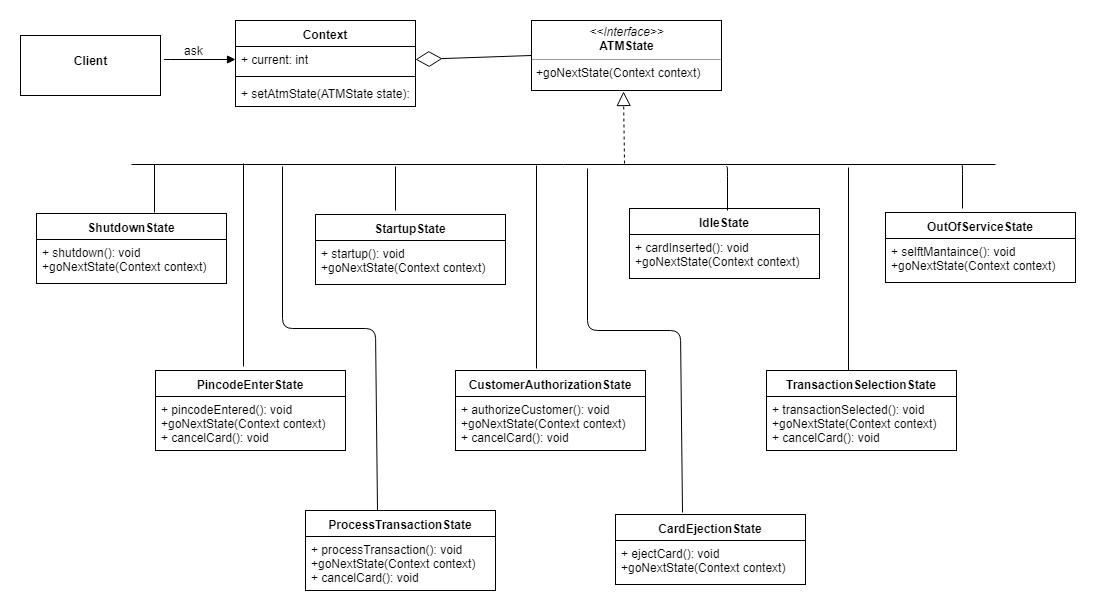 Client
ask
Context
+ current: int
+ setAtmState(ATMState state):
<<Interface>>
ATMState
+goNextState(Context context)
ShutdownState
+ shutdown(): void
+goNextState(Context context)
StartupState
+ startup(): void
+goNextState(Context context)
IdleState
+ cardInserted(): void
+goNextState(Context context)
OutOfServiceState
+ selftMantaince(): void
+goNextState(Context context)
PincodeEnterState
+ pincodeEntered(): void
+goNextState(Context context)
+ cancelCard(): void
CustomerAuthorizationState
+ authorizeCustomer(): void
+goNextState(Context context)
+ cancelCard(): void
TransactionSelectionState
+ transactionSelected(): void
+goNextState(Context context)
+ cancelCard(): void
ProcessTransactionState
+ processTransaction(): void
+goNextState(Context context)
+ cancelCard(): void
CardEjectionState
+ ejectCard(): void
+goNextState(Context context)